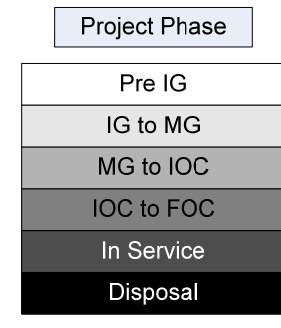 Project Phase
Pre IG
IG to MG
MG to IOC
IOC to FOC
In Service
Disposal